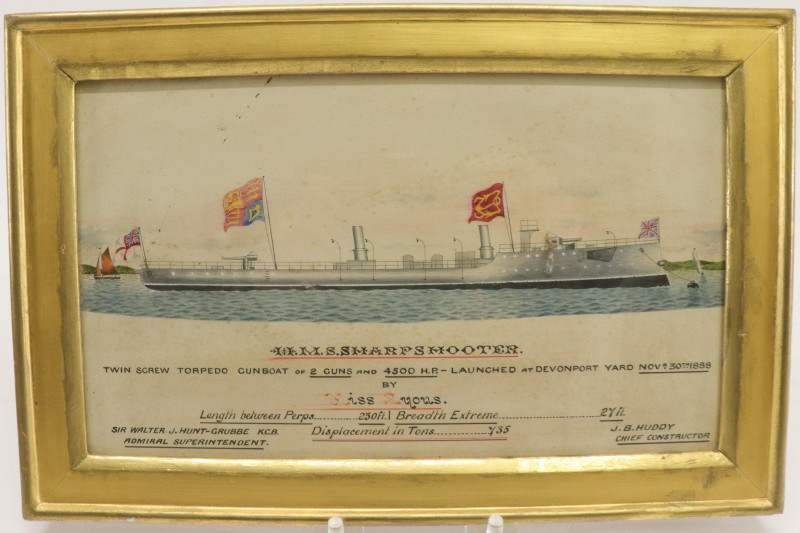 H.M.S. SHARPSHOOTER.
TWIN SCREW TORPEDO GUNBOAT OF 2 GUNS AND 4500 H.P. – LAUNCHED AT DEVONPORT YARD NOVR 30TH 1888
BY
Miss Lyons.
Length between Perps............230ft. Breadth Extreme............27ft.
SIR WALTER J. HUNT-GRUBBE K.C.B. Displacement in Tons............735 J.B. HUDDY
ADMIRAL SUPERINTENDENT. CHIEF CONSTRUCTOR